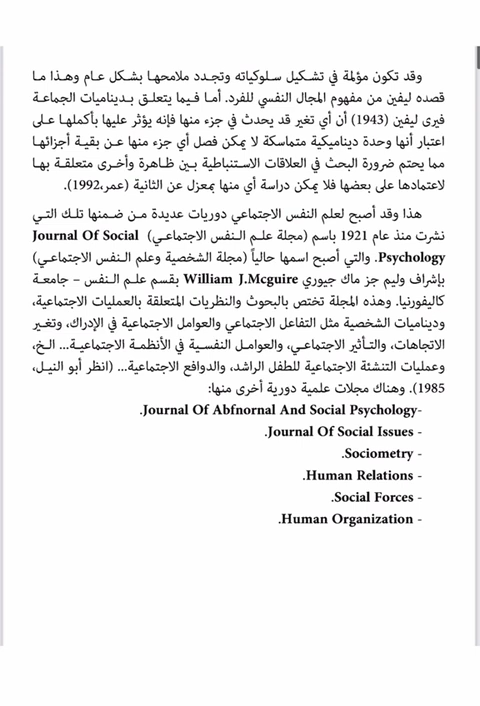 وقد تكون مؤلمة في تشكيل سلوكياته وتجدد ملامحها بشكل عام وهذا ما
قصده ليفين من مفهوم المجال النفسي للفرد. أما فيما يتعلق بديناميات الجماعة
فيرى ليفين (1943) أن أي تغير قد يحدث في جزء منها فإنه يؤثر عليها بأكملها على
اعتبار أنها وحدة ديناميكية متماسكة لا يمكن فصل أي جزء منها عن بقية أجزائها
مما يحتم ضرورة البحث في العلاقات الاستنباطية بين ظاهرة وأخرى متعلقة بها
لاعتمادها على بعضها فلا يمكن دراسة أي منها بمعزل عن الثانية (عمر،1992).
هذا وقد أصبح لعلم النفس الاجتماعي دوريات عديدة من ضمنها تلك التي
نشرت منذ عام 1921 باسم (مجلة علم النفس الاجتماعي) Journal Of Social
Psychology. والتي أصبح اسمها حالياً (مجلة الشخصية وعلم النفس الاجتماعي)
بإشراف وليم جز ماك جيوري William J.Mcguire بقسم علم النفس – جامعة
كاليفورنيا. وهذه المجلة تختص بالبحوث والنظريات المتعلقة بالعمليات الاجتماعية،
وديناميات الشخصية مثل التفاعل الاجتماعي والعوامل الاجتماعية في الإدراك، وتغير
الاتجاهات، والتأثير الاجتماعي، والعوامل النفسية في الأنظمة الاجتماعية... الخ،
وعمليات التنشئة الاجتماعية للطفل الراشد، والدوافع الاجتماعية... (انظر أبو النيل،
1985). وهناك مجلات علمية دورية أخرى منها:
-Journal Of Abfnornal And Social Psychology.
- Journal Of Social Issues.
- Sociometry.
- Human Relations.
- Social Forces.
- Human Organization.